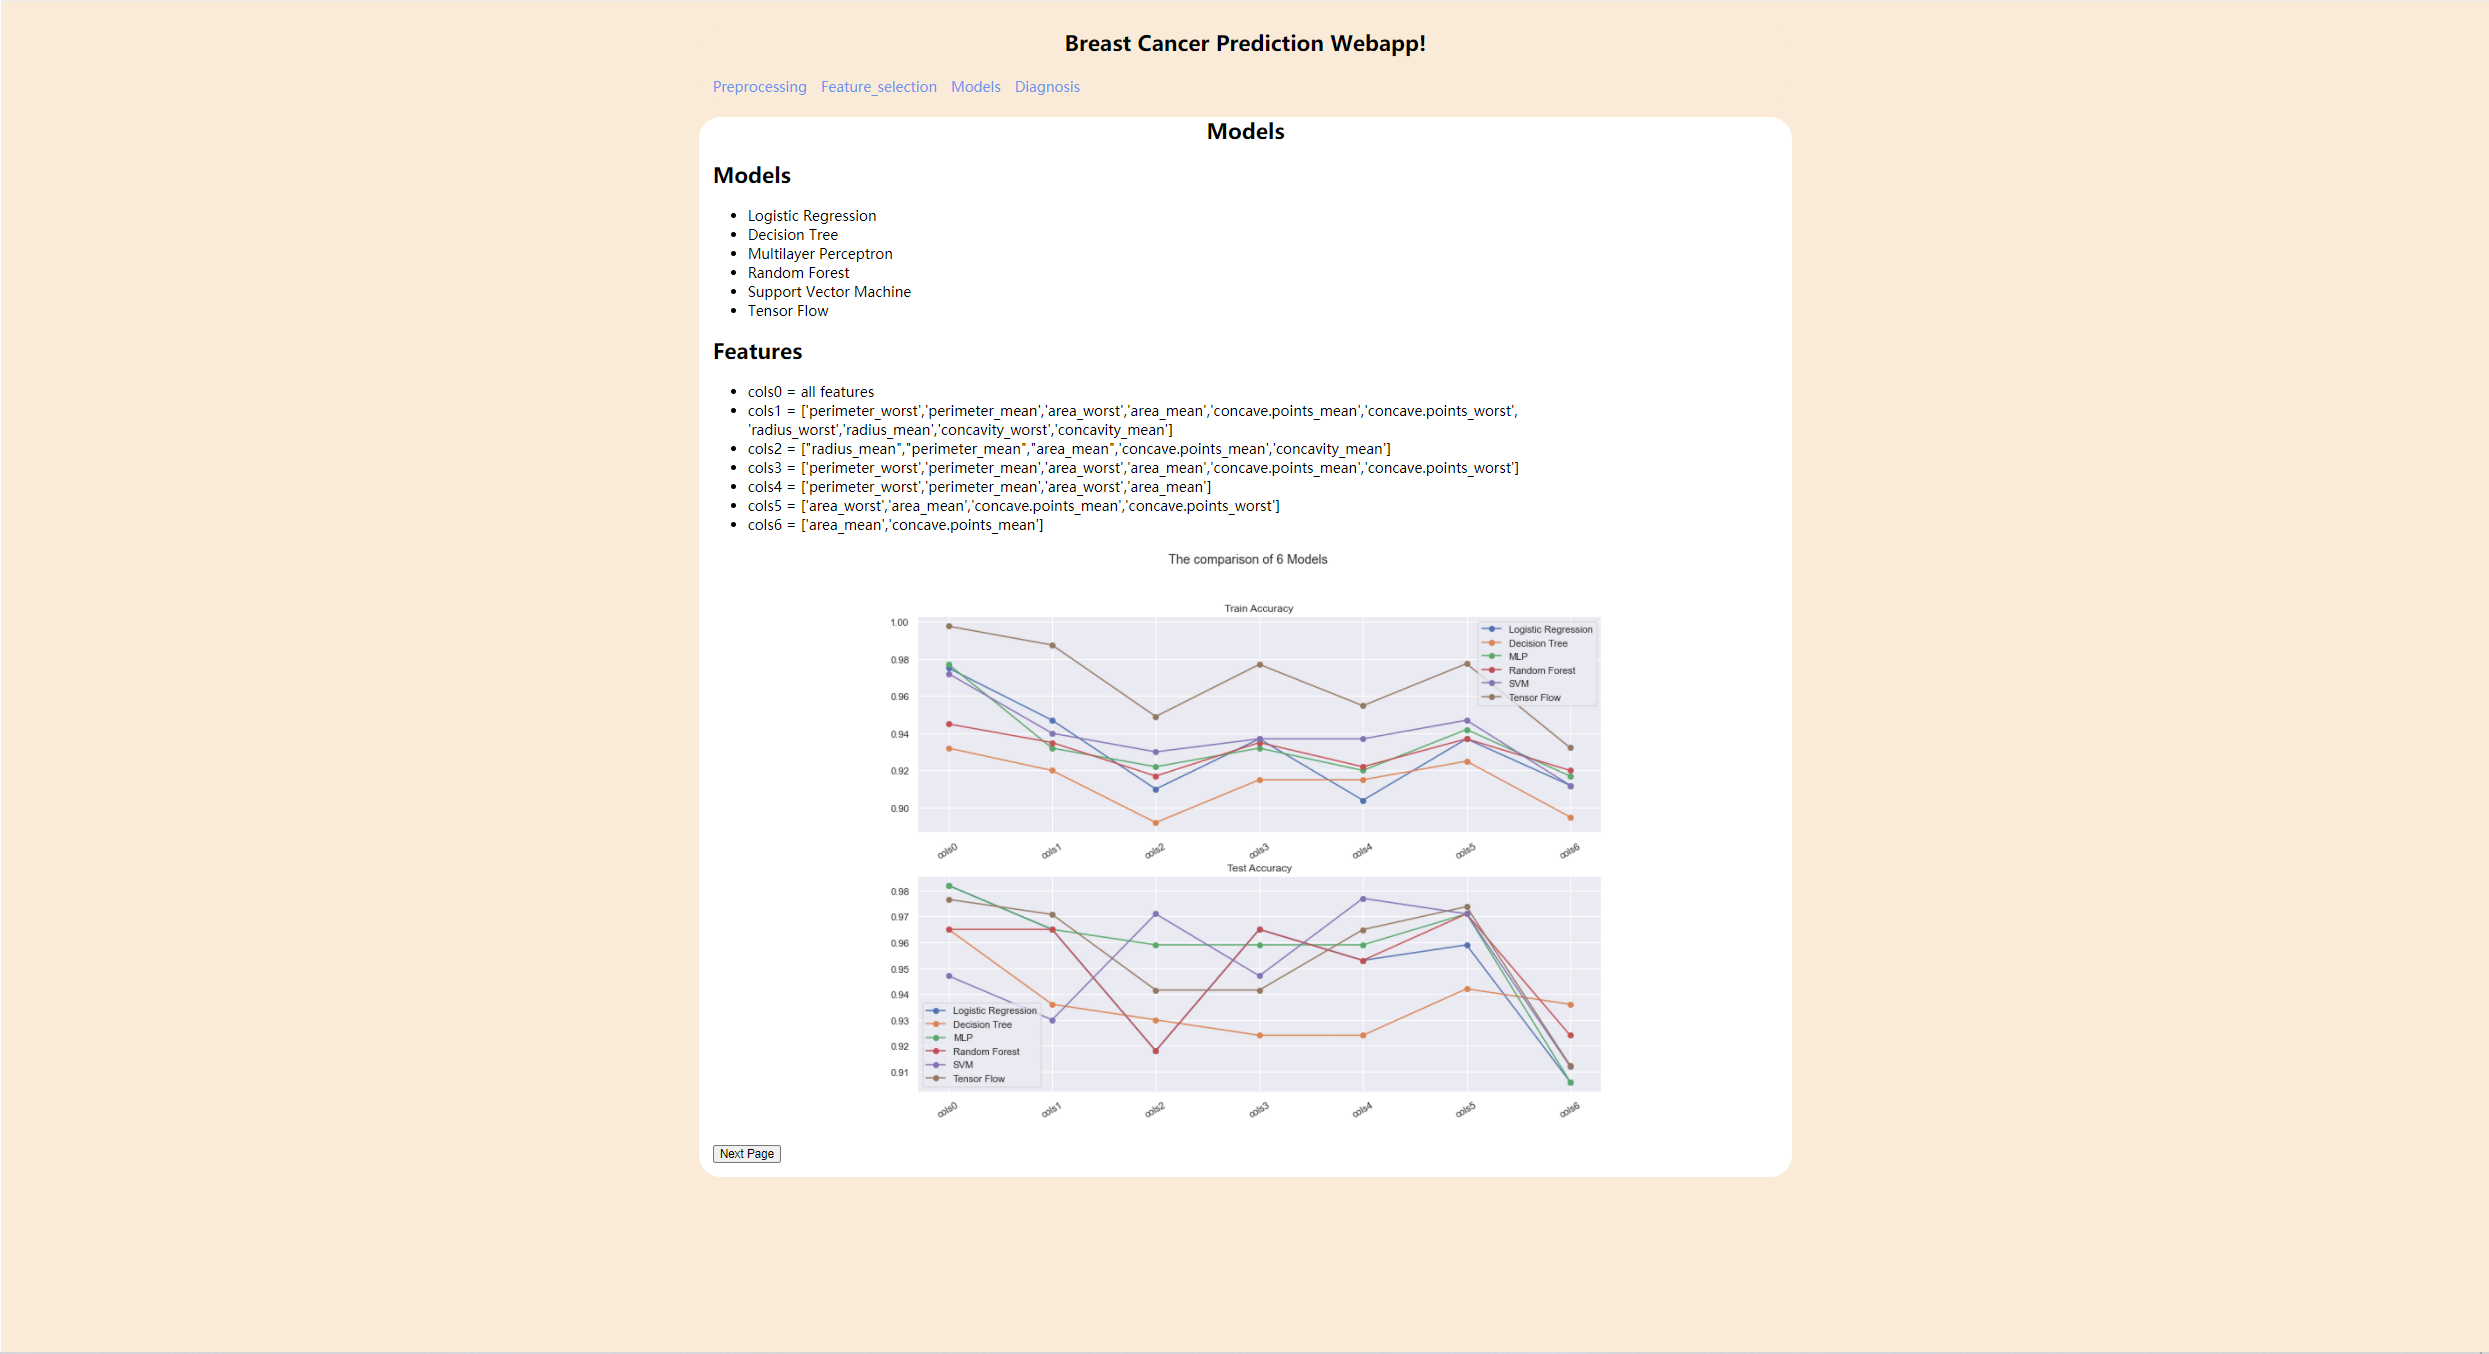 Breast Cancer Prediction Webapp!
Preprocessing Feature_selection Models Diagnosis
Models
Models
Logistic Regression
Decision Tree
Multilayer Perceptron
Random Forest
Support Vector Machine
Tensor Flow
Features
cols0 = all features
cols1 = ['perimeter_worst','perimeter_mean','area_worst','area_mean','concave.points_mean','concave.points_worst',
'radius_worst','radius_mean','concavity_worst','concavity_mean']
cols2 = ["radius_mean","perimeter_mean","area_mean",'concave.points_mean','concavity_mean']
cols3 = ['perimeter_worst','perimeter_mean','area_worst','area_mean','concave.points_mean','concave.points_worst']
cols4 = ['perimeter_worst','perimeter_mean','area_worst','area_mean']
cols5 = ['area_worst','area_mean','concave.points_mean','concave.points_worst']
cols6 = ['area_mean','concave.points_mean']
The comparison of 6 Models
Train Accuracy
1.00
0.98
0.96
0.94
0.92
0.90
Logistic Regression
Decision Tree
MLP
Random Forest
SVM
Tensor Flow
cols0 cols1 cols2 cols3 cols4 cols5 cols6
Test Accuracy
0.98
0.97
0.96
0.95
0.94
0.93
0.92
0.91
Logistic Regression
Decision Tree
MLP
Random Forest
SVM
Tensor Flow
cols0 cols1 cols2 cols3 cols4 cols5 cols6
Next Page